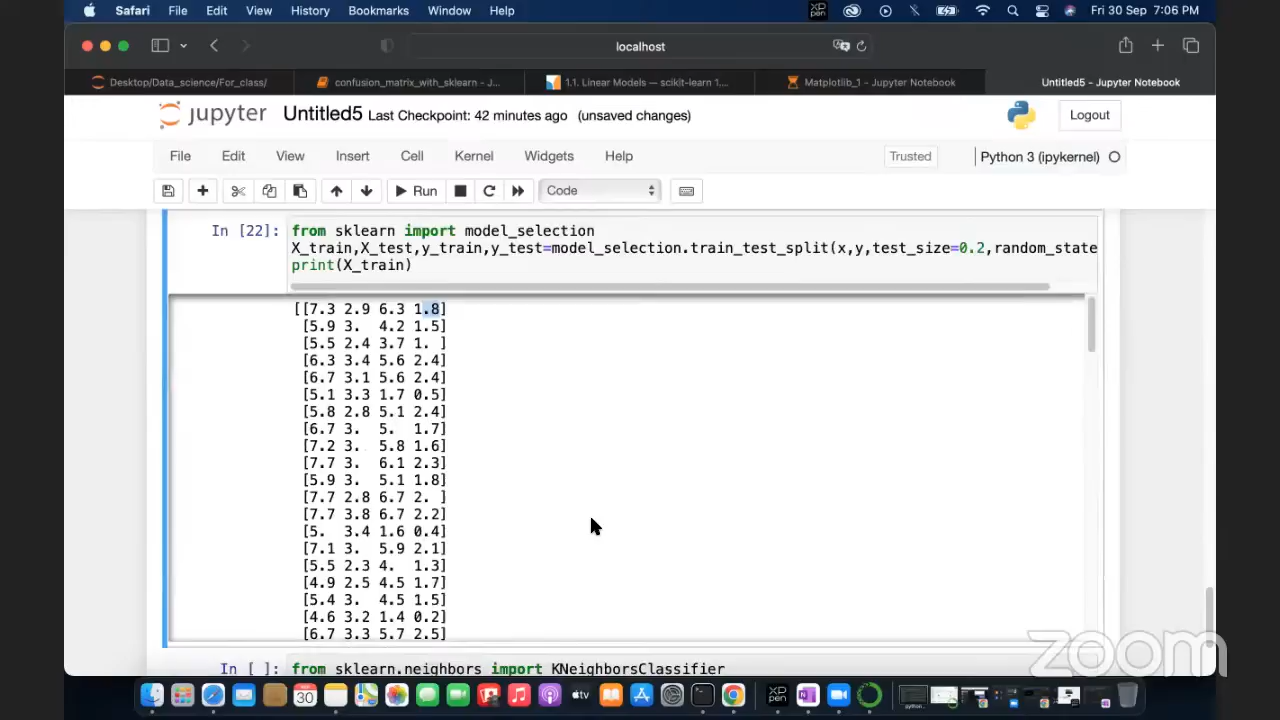 Safari File Edit View History Bookmarks Window Help XP PEN Fri 30 Sep 7:06 PM
localhost
Desktop/Data_science/For_class/ confusion_matrix_with_sklearn - J... 1.1. Linear Models — scikit-learn 1.... Matplotlib_1 - Jupyter Notebook Untitled5 - Jupyter Notebook
jupyter Untitled5 Last Checkpoint: 42 minutes ago (unsaved changes) Logout
File Edit View Insert Cell Kernel Widgets Help Trusted Python 3 (ipykernel)
Run Code
In [22]: from sklearn import model_selection
X_train,X_test,y_train,y_test=model_selection.train_test_split(x,y,test_size=0.2,random_state
print(X_train)
[[7.3 2.9 6.3 1.8]
[5.9 3. 4.2 1.5]
[5.5 2.4 3.7 1. ]
[6.3 3.4 5.6 2.4]
[6.7 3.1 5.6 2.4]
[5.1 3.3 1.7 0.5]
[5.8 2.8 5.1 2.4]
[6.7 3. 5. 1.7]
[7.2 3. 5.8 1.6]
[7.7 3. 6.1 2.3]
[5.9 3. 5.1 1.8]
[7.7 2.8 6.7 2. ]
[7.7 3.8 6.7 2.2]
[5. 3.4 1.6 0.4]
[7.1 3. 5.9 2.1]
[5.5 2.3 4. 1.3]
[4.9 2.5 4.5 1.7]
[5.4 3. 4.5 1.5]
[4.6 3.2 1.4 0.2]
[6.7 3.3 5.7 2.5]
In [ ]: from sklearn.neighbors import KNeighborsClassifier
zoom
30 tv XP PEN